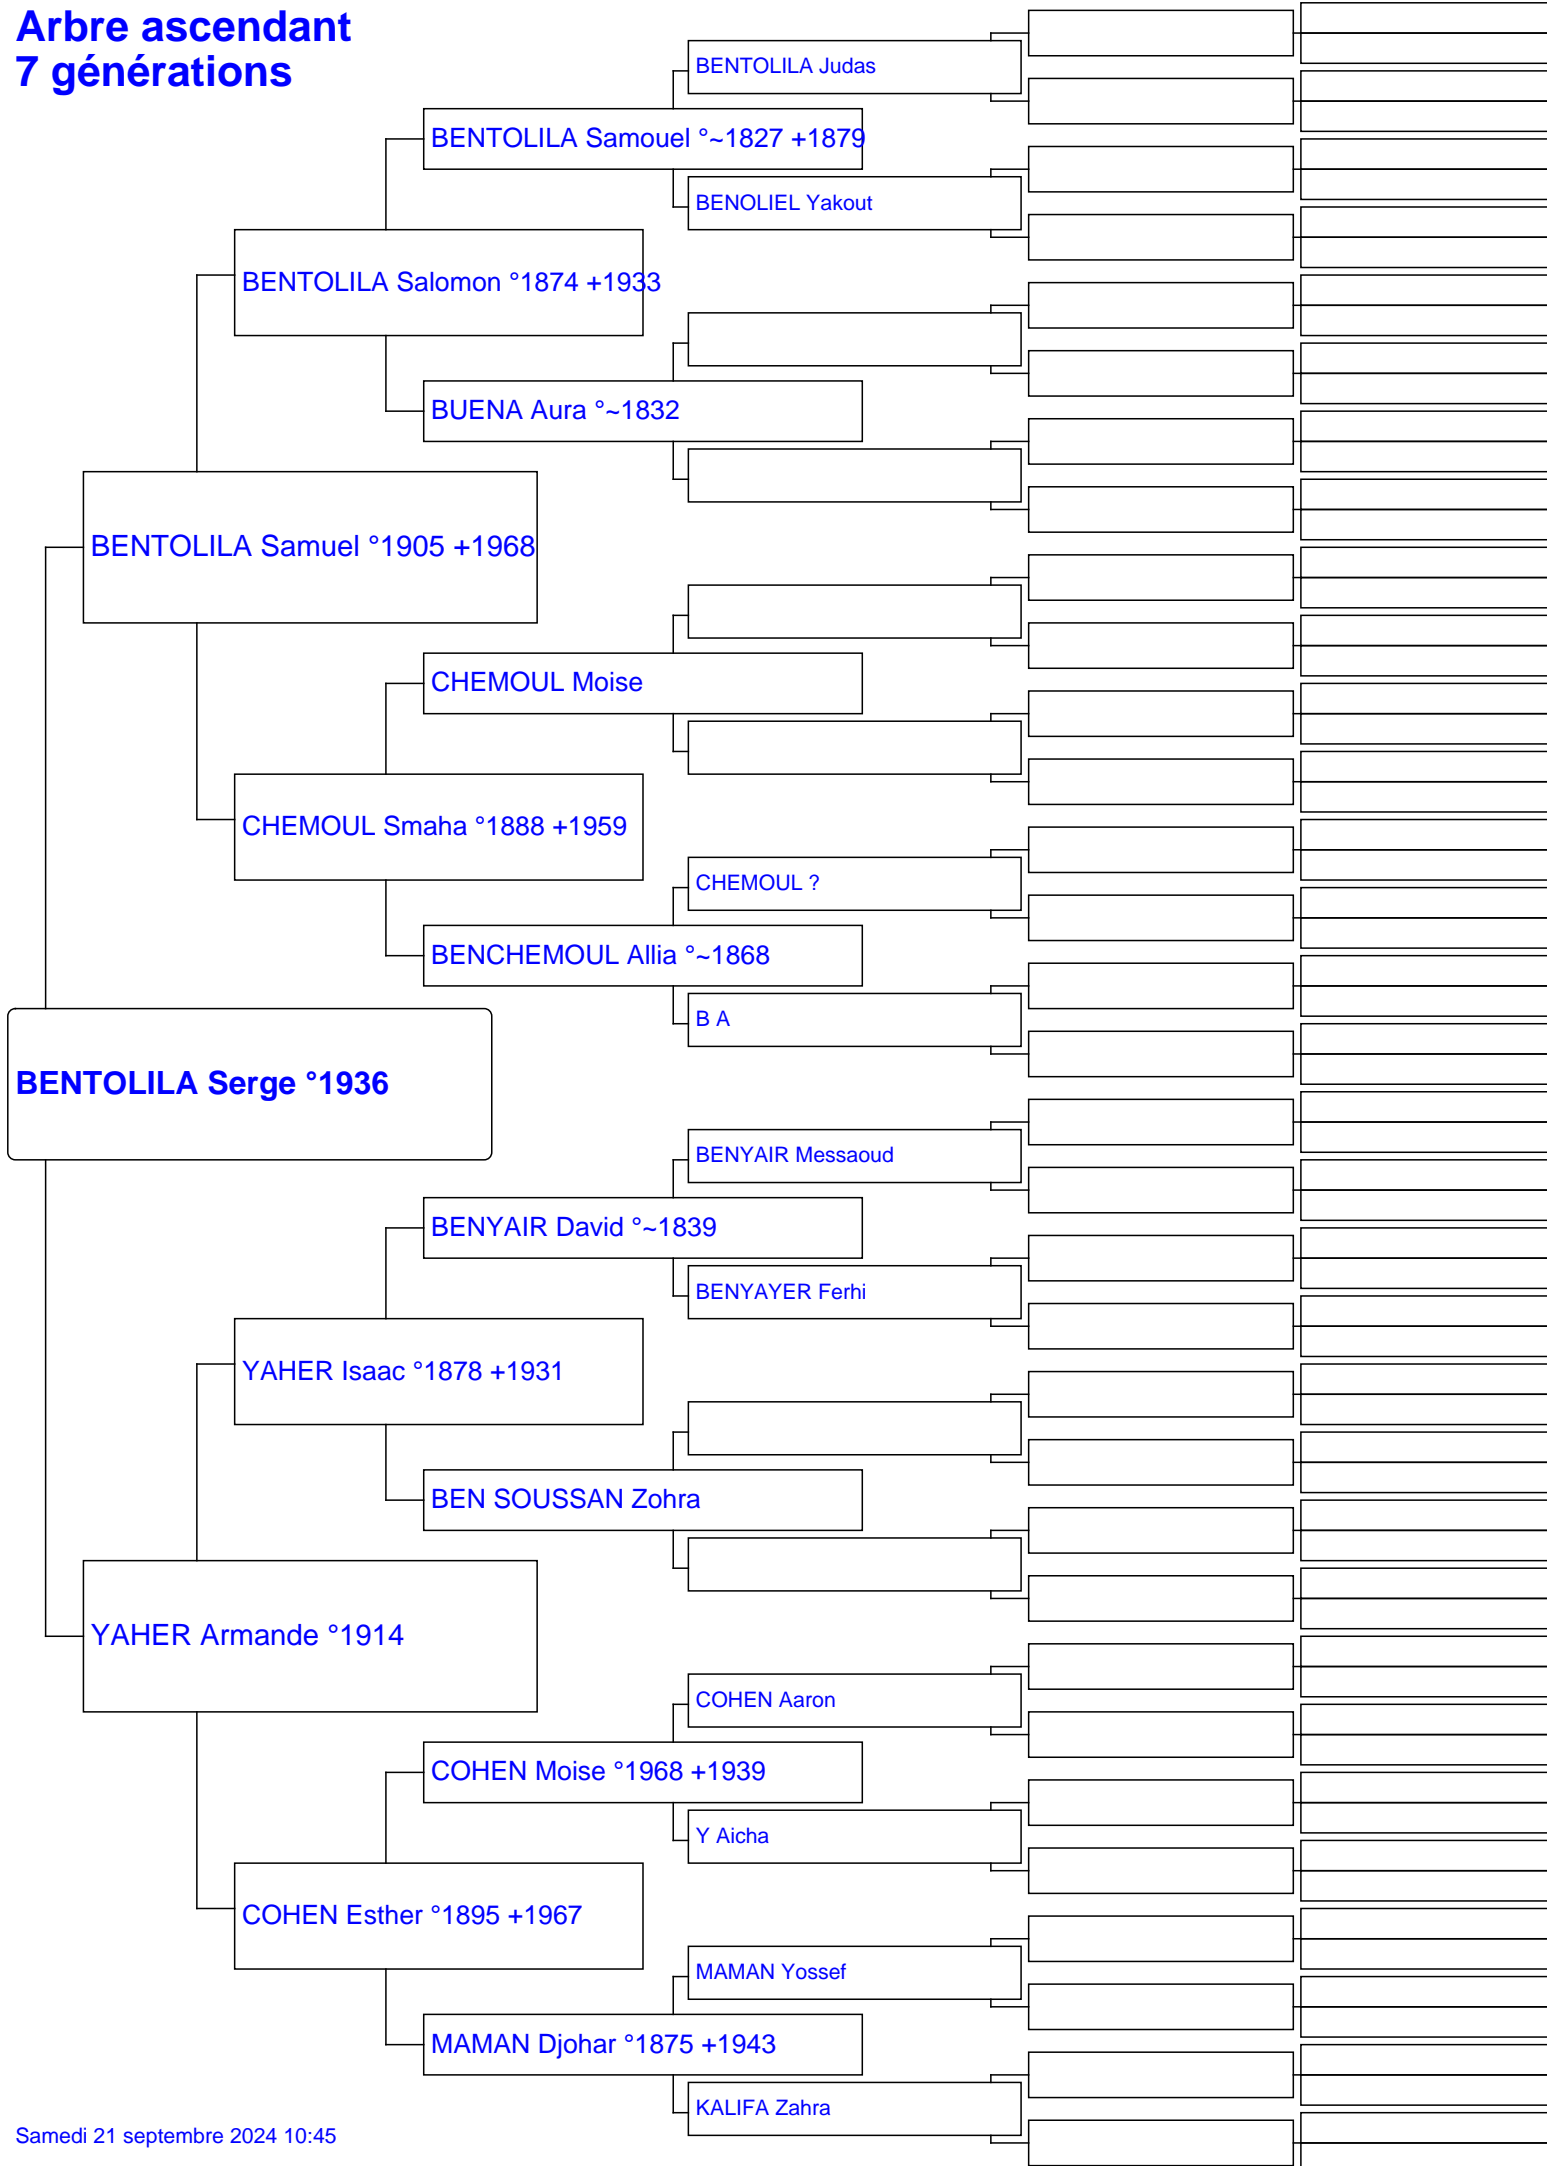 Arbre ascendant
7 générations
BENTOLILA Judas
BENTOLILA Samouel °~1827 +1879
BENOLIEL Yakout
BENTOLILA Salomon °1874 +1933
BUENA Aura °~1832
BENTOLILA Samuel °1905 +1968
CHEMOUL Moise
CHEMOUL Smaha °1888 +1959
CHEMOUL ?
BENCHEMOUL Allia °~1868
B A
BENTOLILA Serge °1936
BENYAIR Messaoud
BENYAIR David °~1839
BENYAYER Ferhi
YAHER Isaac °1878 +1931
BEN SOUSSAN Zohra
YAHER Armande °1914
COHEN Aaron
COHEN Moise °1968 +1939
Y Aicha
COHEN Esther °1895 +1967
MAMAN Yossef
MAMAN Djohar °1875 +1943
KALIFA Zahra
Samedi 21 septembre 2024 10:45